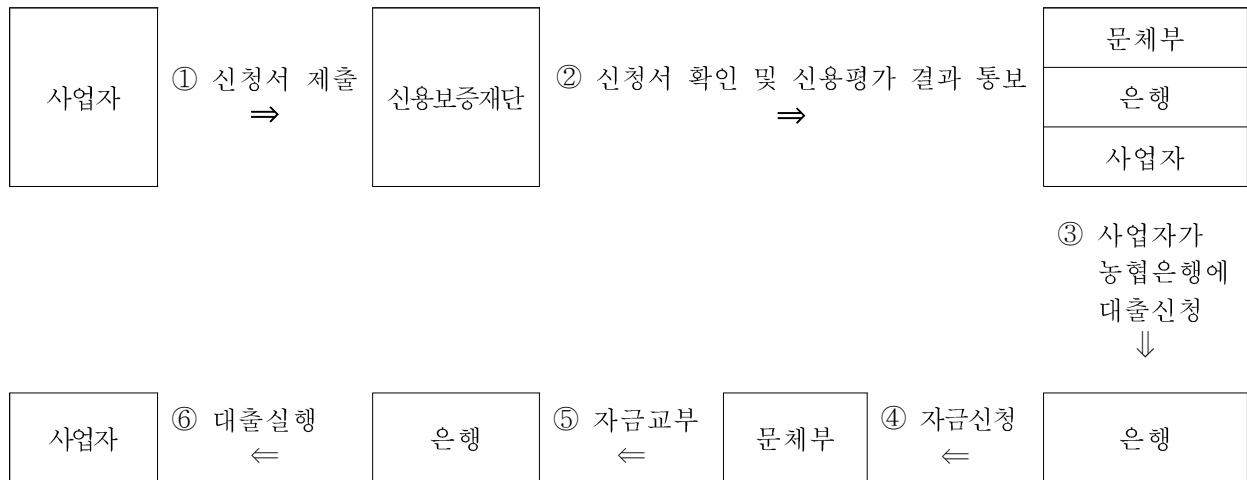 사업자
① 신청서 제출
⇒
신용보증재단
② 신청서 확인 및 신용평가 결과 통보
⇒
문체부
은행
사업자
③ 사업자가
농협은행에
대출신청
⇓
사업자
⑥ 대출실행
⇐
은행
⑤ 자금교부
⇐
문체부
④ 자금신청
⇐
은행